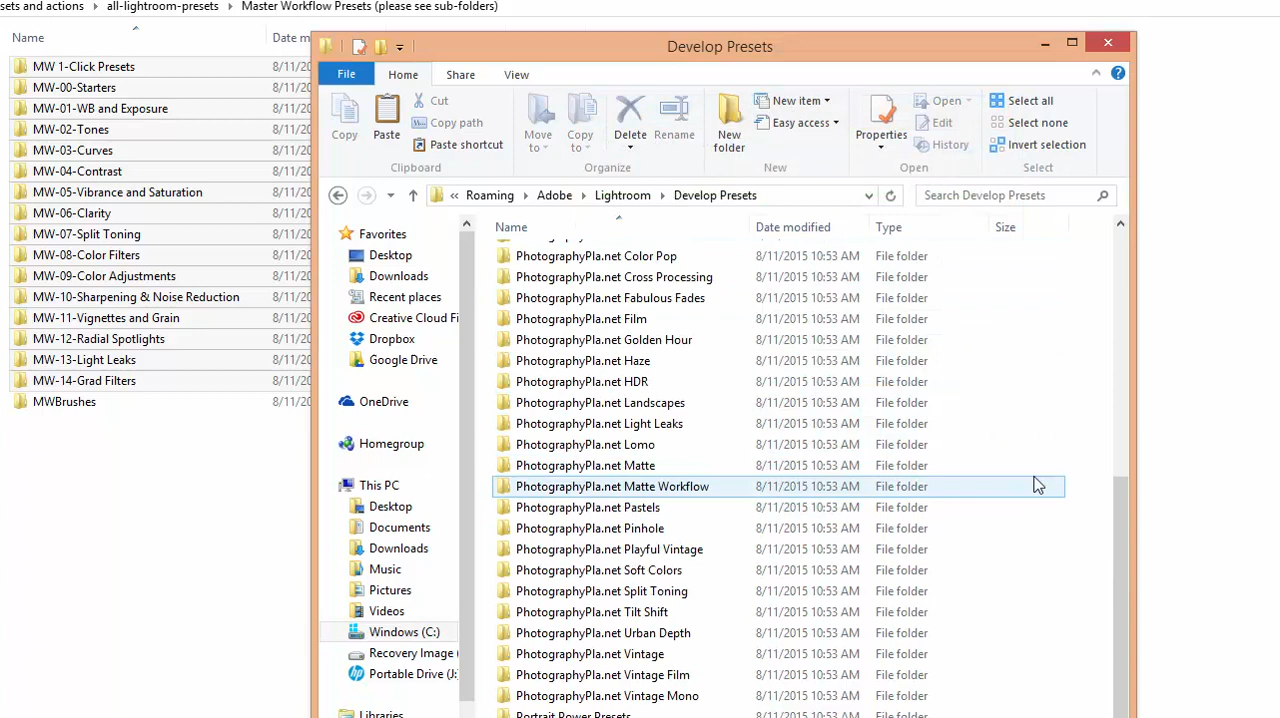 sets and actions › all-lightroom-presets › Master Workflow Presets (please see sub-folders)
Name Date m
MW 1-Click Presets 8/11/20
MW-00-Starters 8/11/20
MW-01-WB and Exposure 8/11/20
MW-02-Tones 8/11/20
MW-03-Curves 8/11/20
MW-04-Contrast 8/11/20
MW-05-Vibrance and Saturation 8/11/20
MW-06-Clarity 8/11/20
MW-07-Split Toning 8/11/20
MW-08-Color Filters 8/11/20
MW-09-Color Adjustments 8/11/20
MW-10-Sharpening & Noise Reduction 8/11/20
MW-11-Vignettes and Grain 8/11/20
MW-12-Radial Spotlights 8/11/20
MW-13-Light Leaks 8/11/20
MW-14-Grad Filters 8/11/20
MWBrushes 8/11/20
Develop Presets
File Home Share View
Copy
Paste
Cut
Copy path
Paste shortcut
Clipboard
Move to
Copy to
Delete
Rename
Organize
New folder
New item
Easy access
New
Properties
Open
Edit
History
Open
Select all
Select none
Invert selection
Select
« Roaming › Adobe › Lightroom › Develop Presets
Search Develop Presets
Favorites
Desktop
Downloads
Recent places
Creative Cloud Fi
Dropbox
Google Drive
OneDrive
Homegroup
This PC
Desktop
Documents
Downloads
Music
Pictures
Videos
Windows (C:)
Recovery Image (
Portable Drive (J:
Libraries
Name Date modified Type Size
PhotographyPla.net Color Pop 8/11/2015 10:53 AM File folder
PhotographyPla.net Cross Processing 8/11/2015 10:53 AM File folder
PhotographyPla.net Fabulous Fades 8/11/2015 10:53 AM File folder
PhotographyPla.net Film 8/11/2015 10:53 AM File folder
PhotographyPla.net Golden Hour 8/11/2015 10:53 AM File folder
PhotographyPla.net Haze 8/11/2015 10:53 AM File folder
PhotographyPla.net HDR 8/11/2015 10:53 AM File folder
PhotographyPla.net Landscapes 8/11/2015 10:53 AM File folder
PhotographyPla.net Light Leaks 8/11/2015 10:53 AM File folder
PhotographyPla.net Lomo 8/11/2015 10:53 AM File folder
PhotographyPla.net Matte 8/11/2015 10:53 AM File folder
PhotographyPla.net Matte Workflow 8/11/2015 10:53 AM File folder
PhotographyPla.net Pastels 8/11/2015 10:53 AM File folder
PhotographyPla.net Pinhole 8/11/2015 10:53 AM File folder
PhotographyPla.net Playful Vintage 8/11/2015 10:53 AM File folder
PhotographyPla.net Soft Colors 8/11/2015 10:53 AM File folder
PhotographyPla.net Split Toning 8/11/2015 10:53 AM File folder
PhotographyPla.net Tilt Shift 8/11/2015 10:53 AM File folder
PhotographyPla.net Urban Depth 8/11/2015 10:53 AM File folder
PhotographyPla.net Vintage 8/11/2015 10:53 AM File folder
PhotographyPla.net Vintage Film 8/11/2015 10:53 AM File folder
PhotographyPla.net Vintage Mono 8/11/2015 10:53 AM File folder
Portrait Power Presets